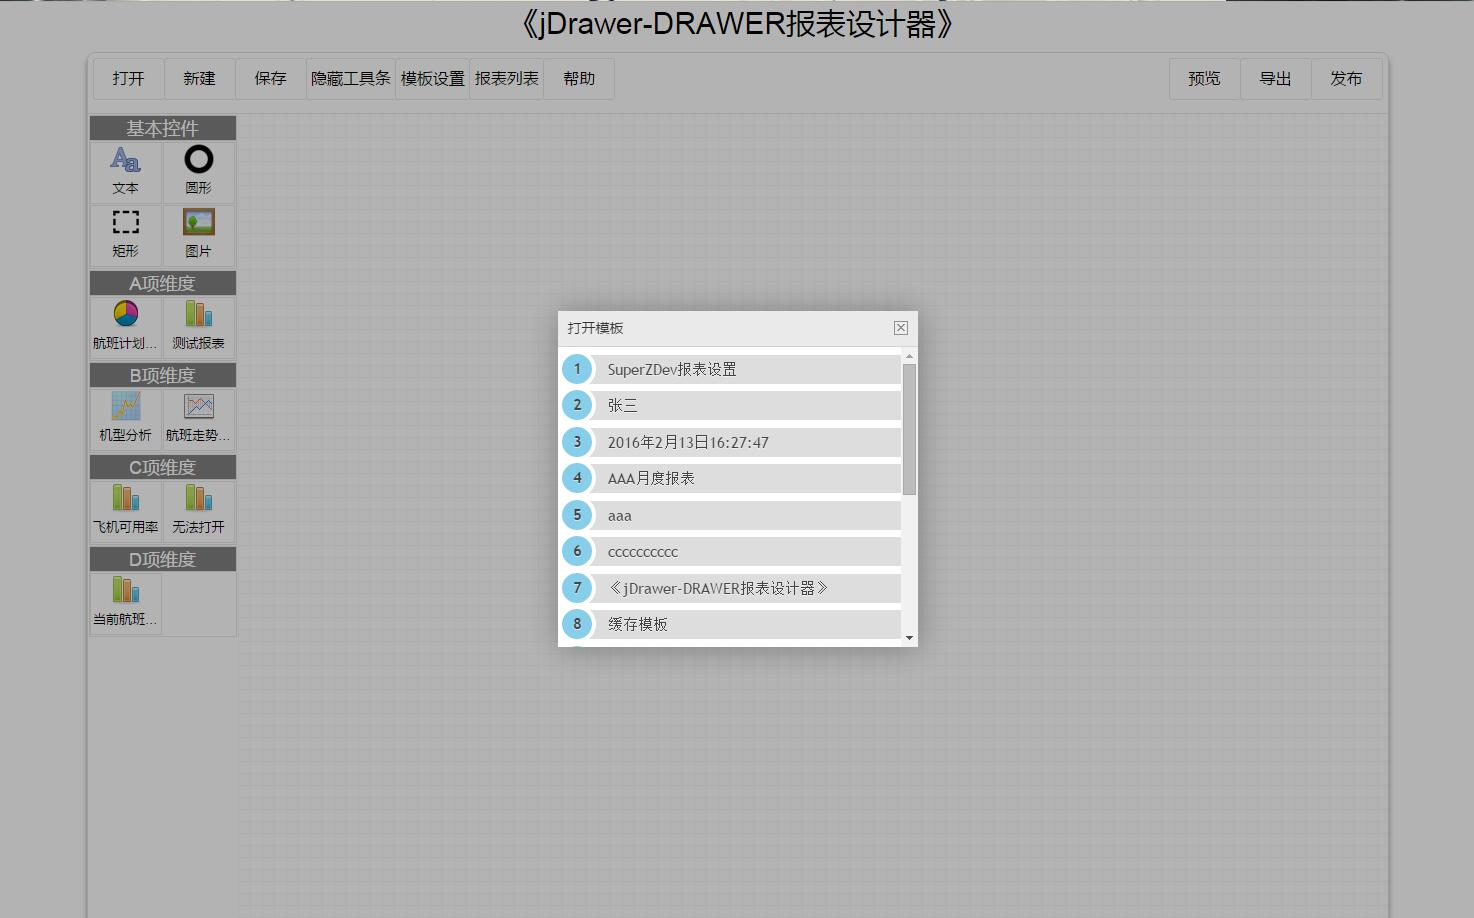 《jDrawer-DRAWER报表设计器》
打开 新建 保存 隐藏工具条 模板设置 报表列表 帮助 预览 导出 发布
基本控件
Aa
文本 圆形
矩形 图片
A项维度
航班计划... 测试报表
B项维度
机型分析 航班走势...
C项维度
飞机可用率 无法打开
D项维度
当前航班...
打开模板
1 SuperZDev报表设置
2 张三
3 2016年2月13日16:27:47
4 AAA月度报表
5 aaa
6 cccccccccc
7 《jDrawer-DRAWER报表设计器》
8 缓存模板